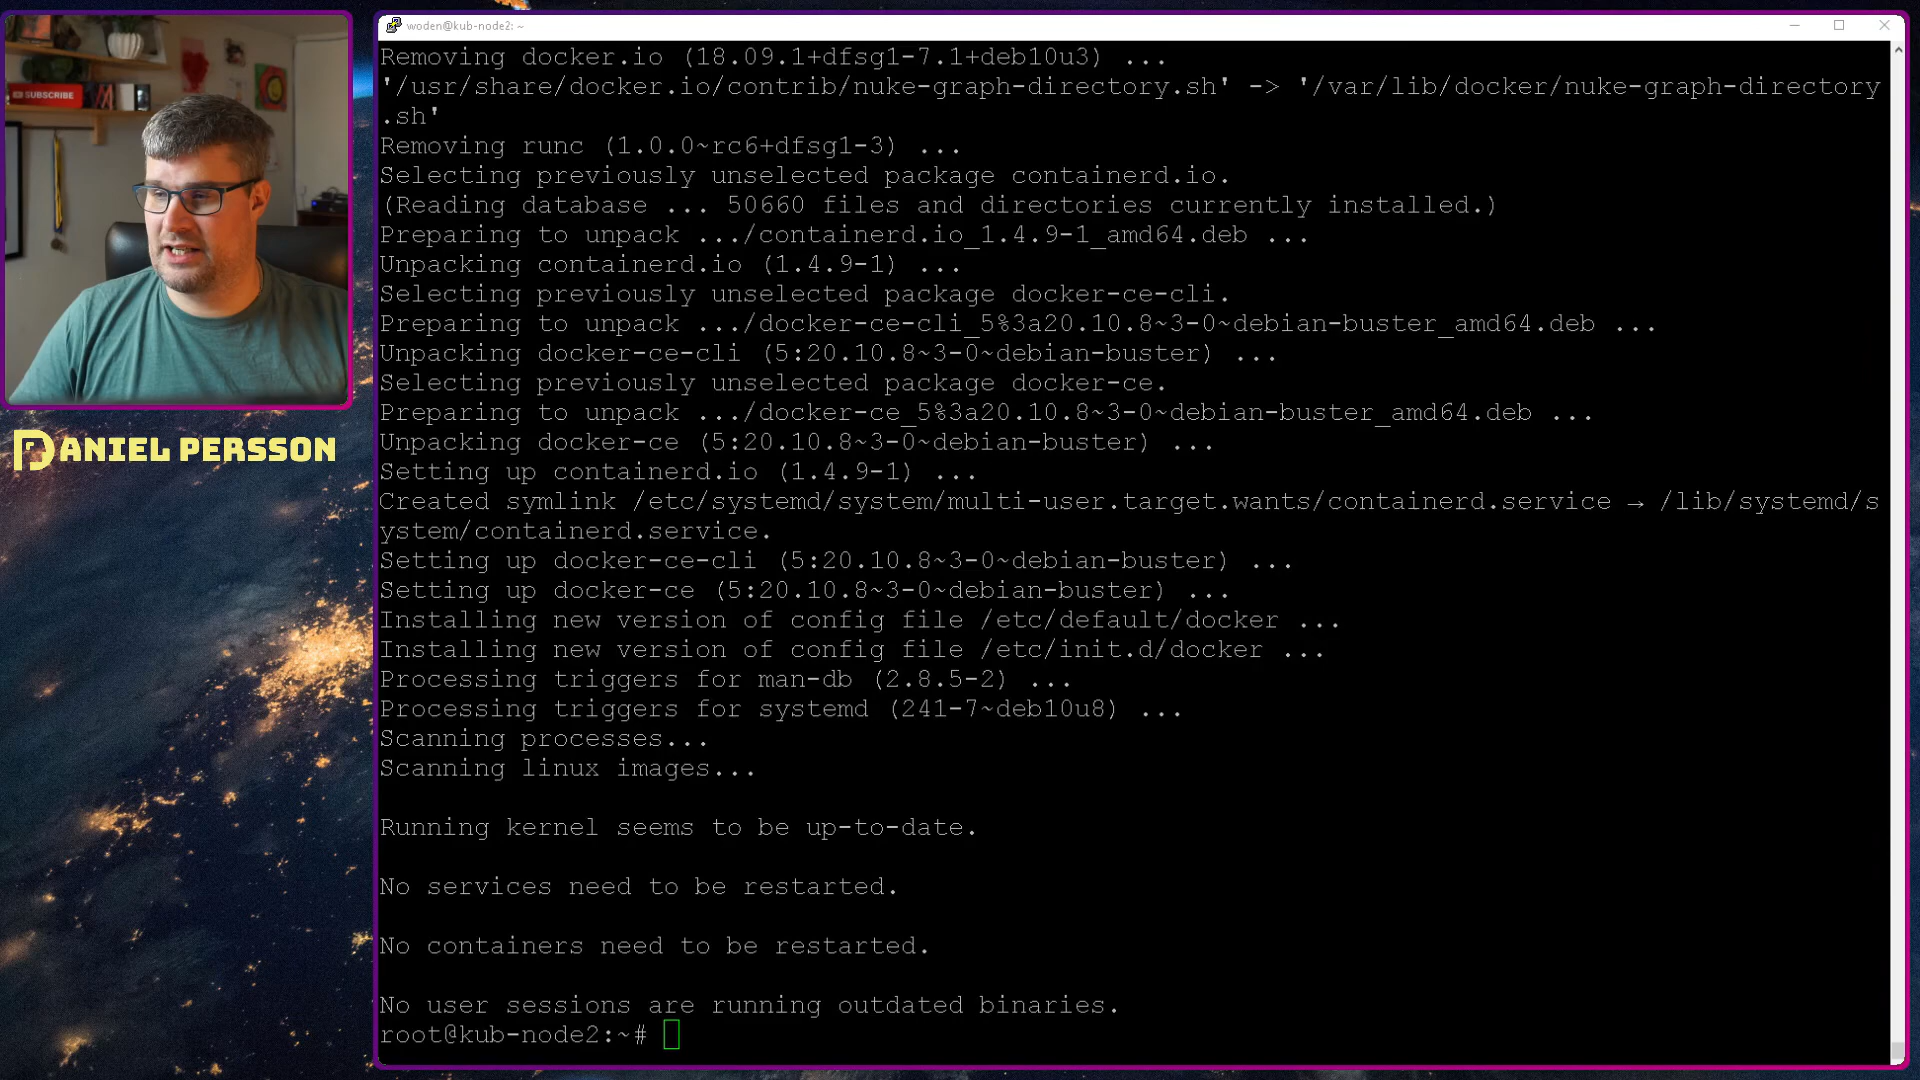 SUBSCRIBE
DANIEL PERSSON
woden@kub-node2: ~
Removing docker.io (18.09.1+dfsg1-7.1+deb10u3) ...
'/usr/share/docker.io/contrib/nuke-graph-directory.sh' -> '/var/lib/docker/nuke-graph-directory
.sh'
Removing runc (1.0.0~rc6+dfsg1-3) ...
Selecting previously unselected package containerd.io.
(Reading database ... 50660 files and directories currently installed.)
Preparing to unpack .../containerd.io_1.4.9-1_amd64.deb ...
Unpacking containerd.io (1.4.9-1) ...
Selecting previously unselected package docker-ce-cli.
Preparing to unpack .../docker-ce-cli_5%3a20.10.8~3-0~debian-buster_amd64.deb ...
Unpacking docker-ce-cli (5:20.10.8~3-0~debian-buster) ...
Selecting previously unselected package docker-ce.
Preparing to unpack .../docker-ce_5%3a20.10.8~3-0~debian-buster_amd64.deb ...
Unpacking docker-ce (5:20.10.8~3-0~debian-buster) ...
Setting up containerd.io (1.4.9-1) ...
Created symlink /etc/systemd/system/multi-user.target.wants/containerd.service → /lib/systemd/s
ystem/containerd.service.
Setting up docker-ce-cli (5:20.10.8~3-0~debian-buster) ...
Setting up docker-ce (5:20.10.8~3-0~debian-buster) ...
Installing new version of config file /etc/default/docker ...
Installing new version of config file /etc/init.d/docker ...
Processing triggers for man-db (2.8.5-2) ...
Processing triggers for systemd (241-7~deb10u8) ...
Scanning processes...
Scanning linux images...
Running kernel seems to be up-to-date.
No services need to be restarted.
No containers need to be restarted.
No user sessions are running outdated binaries.
root@kub-node2:~#